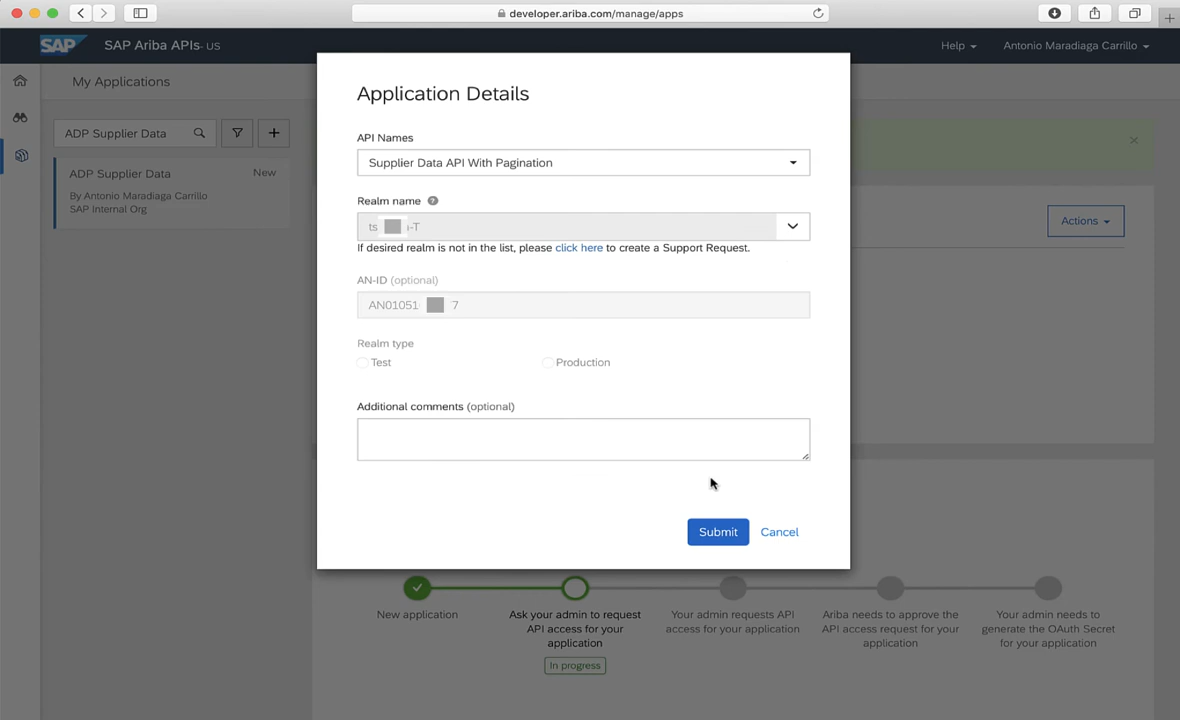 developer.ariba.com/manage/apps
SAP
SAP Ariba APIs- US
Help
Antonio Maradiaga Carrillo
My Applications
ADP Supplier Data
ADP Supplier Data
New
By Antonio Maradiaga Carrillo
SAP Internal Org
Actions
Application Details
API Names
Supplier Data API With Pagination
Realm name ?
ts -T
If desired realm is not in the list, please click here to create a Support Request.
AN-ID (optional)
AN01051 7
Realm type
Test
Production
Additional comments (optional)
Submit
Cancel
New application
Ask your admin to request
API access for your
application
In progress
Your admin requests API
access for your application
Ariba needs to approve the
API access request for your
application
Your admin needs to
generate the OAuth Secret
for your application